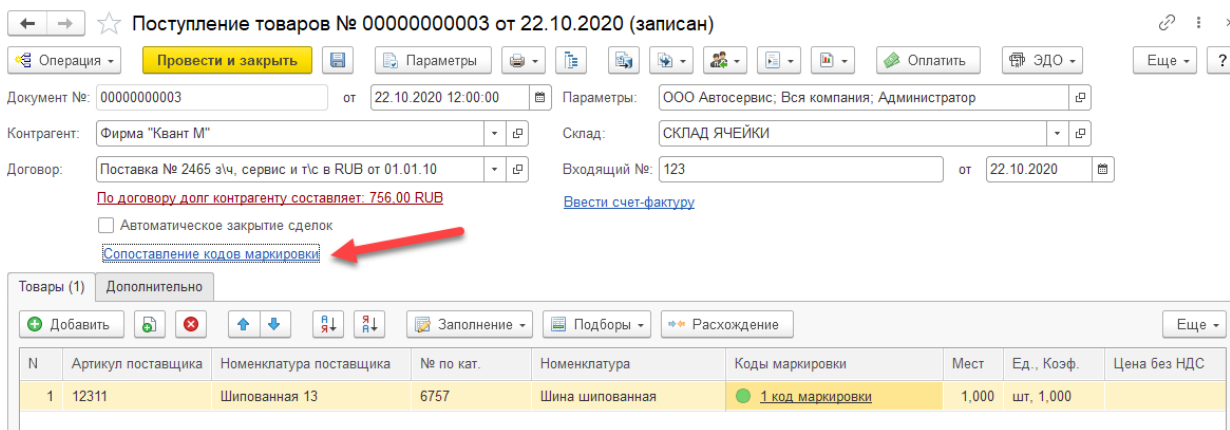 Поступление товаров № 00000000003 от 22.10.2020 (записан)
Операция Провести и закрыть Параметры Оплатить ЭДО Еще ?
Документ №: 00000000003 от 22.10.2020 12:00:00 Параметры: ООО Автосервис; Вся компания; Администратор
Контрагент: Фирма "Квант М" Склад: СКЛАД ЯЧЕЙКИ
Договор: Поставка № 2465 з\ч, сервис и т\с в RUB от 01.01.10 Входящий №: 123 от 22.10.2020
По договору долг контрагенту составляет: 756,00 RUB Ввести счет-фактуру
Автоматическое закрытие сделок
Сопоставление кодов маркировки
Товары (1) Дополнительно
Добавить Заполнение Подборы Расхождение Еще
N Артикул поставщика Номенклатура поставщика № по кат. Номенклатура Коды маркировки Мест Ед., Коэф. Цена без НДС
1 12311 Шипованная 13 6757 Шина шипованная 1 код маркировки 1,000 шт, 1,000